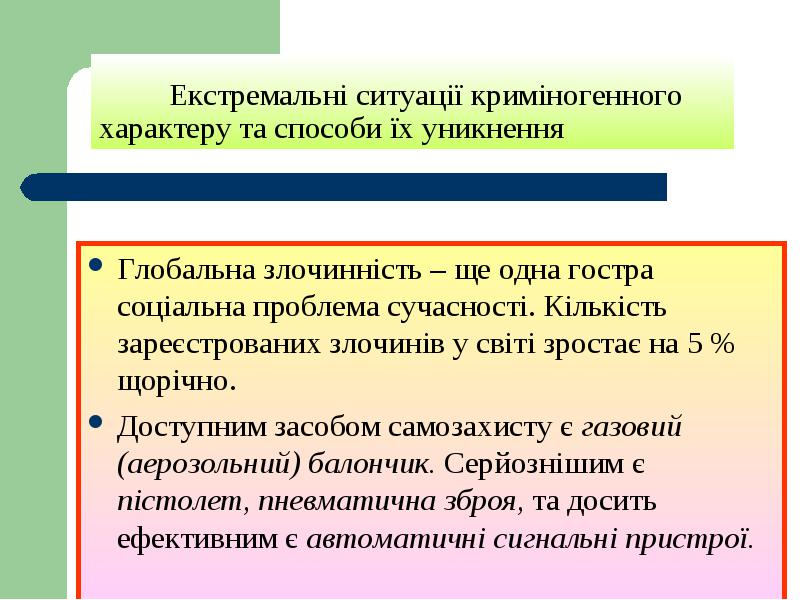 Екстремальні ситуації криміногенного
характеру та способи їх уникнення
Глобальна злочинність – ще одна гостра
соціальна проблема сучасності. Кількість
зареєстрованих злочинів у світі зростає на 5 %
щорічно.
Доступним засобом самозахисту є газовий
(аерозольний) балончик. Серйознішим є
пістолет, пневматична зброя, та досить
ефективним є автоматичні сигнальні пристрої.